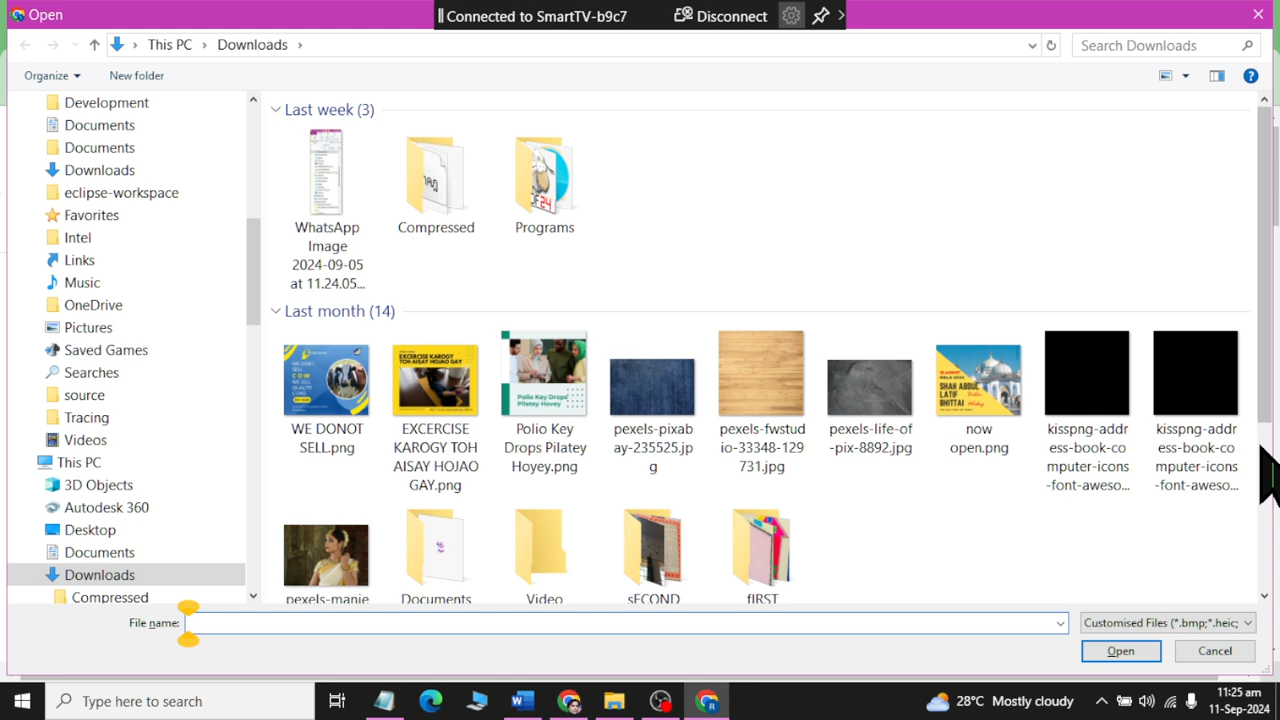 Open
Connected to SmartTV-b9c7
Disconnect
This PC
Downloads
Search Downloads
Organize
New folder
Development
Documents
Documents
Downloads
eclipse-workspace
Favorites
Intel
Links
Music
OneDrive
Pictures
Saved Games
Searches
source
Tracing
Videos
This PC
3D Objects
Autodesk 360
Desktop
Documents
Downloads
Compressed
Last week (3)
WhatsApp
Image
2024-09-05
at 11.24.05...
Compressed
Programs
Last month (14)
WE DONOT
SELL.png
EXCERCISE
KAROGY TOH
AISAY HOJAO
GAY.png
Polio Key
Drops Pilatey
Hoyey.png
pexels-pixab
ay-235525.jp
g
pexels-fwstud
io-33348-129
731.jpg
pexels-life-of
-pix-8892.jpg
now
open.png
kisspng-addr
ess-book-co
mputer-icons
-font-aweso...
kisspng-addr
ess-book-co
mputer-icons
-font-aweso...
pexels-manie
Documents
Video
sECOND
fIRST
File name:
Customised Files (*.bmp;*.heic;
Open
Cancel
Type here to search
28°C Mostly cloudy
11:25 am
11-Sep-2024